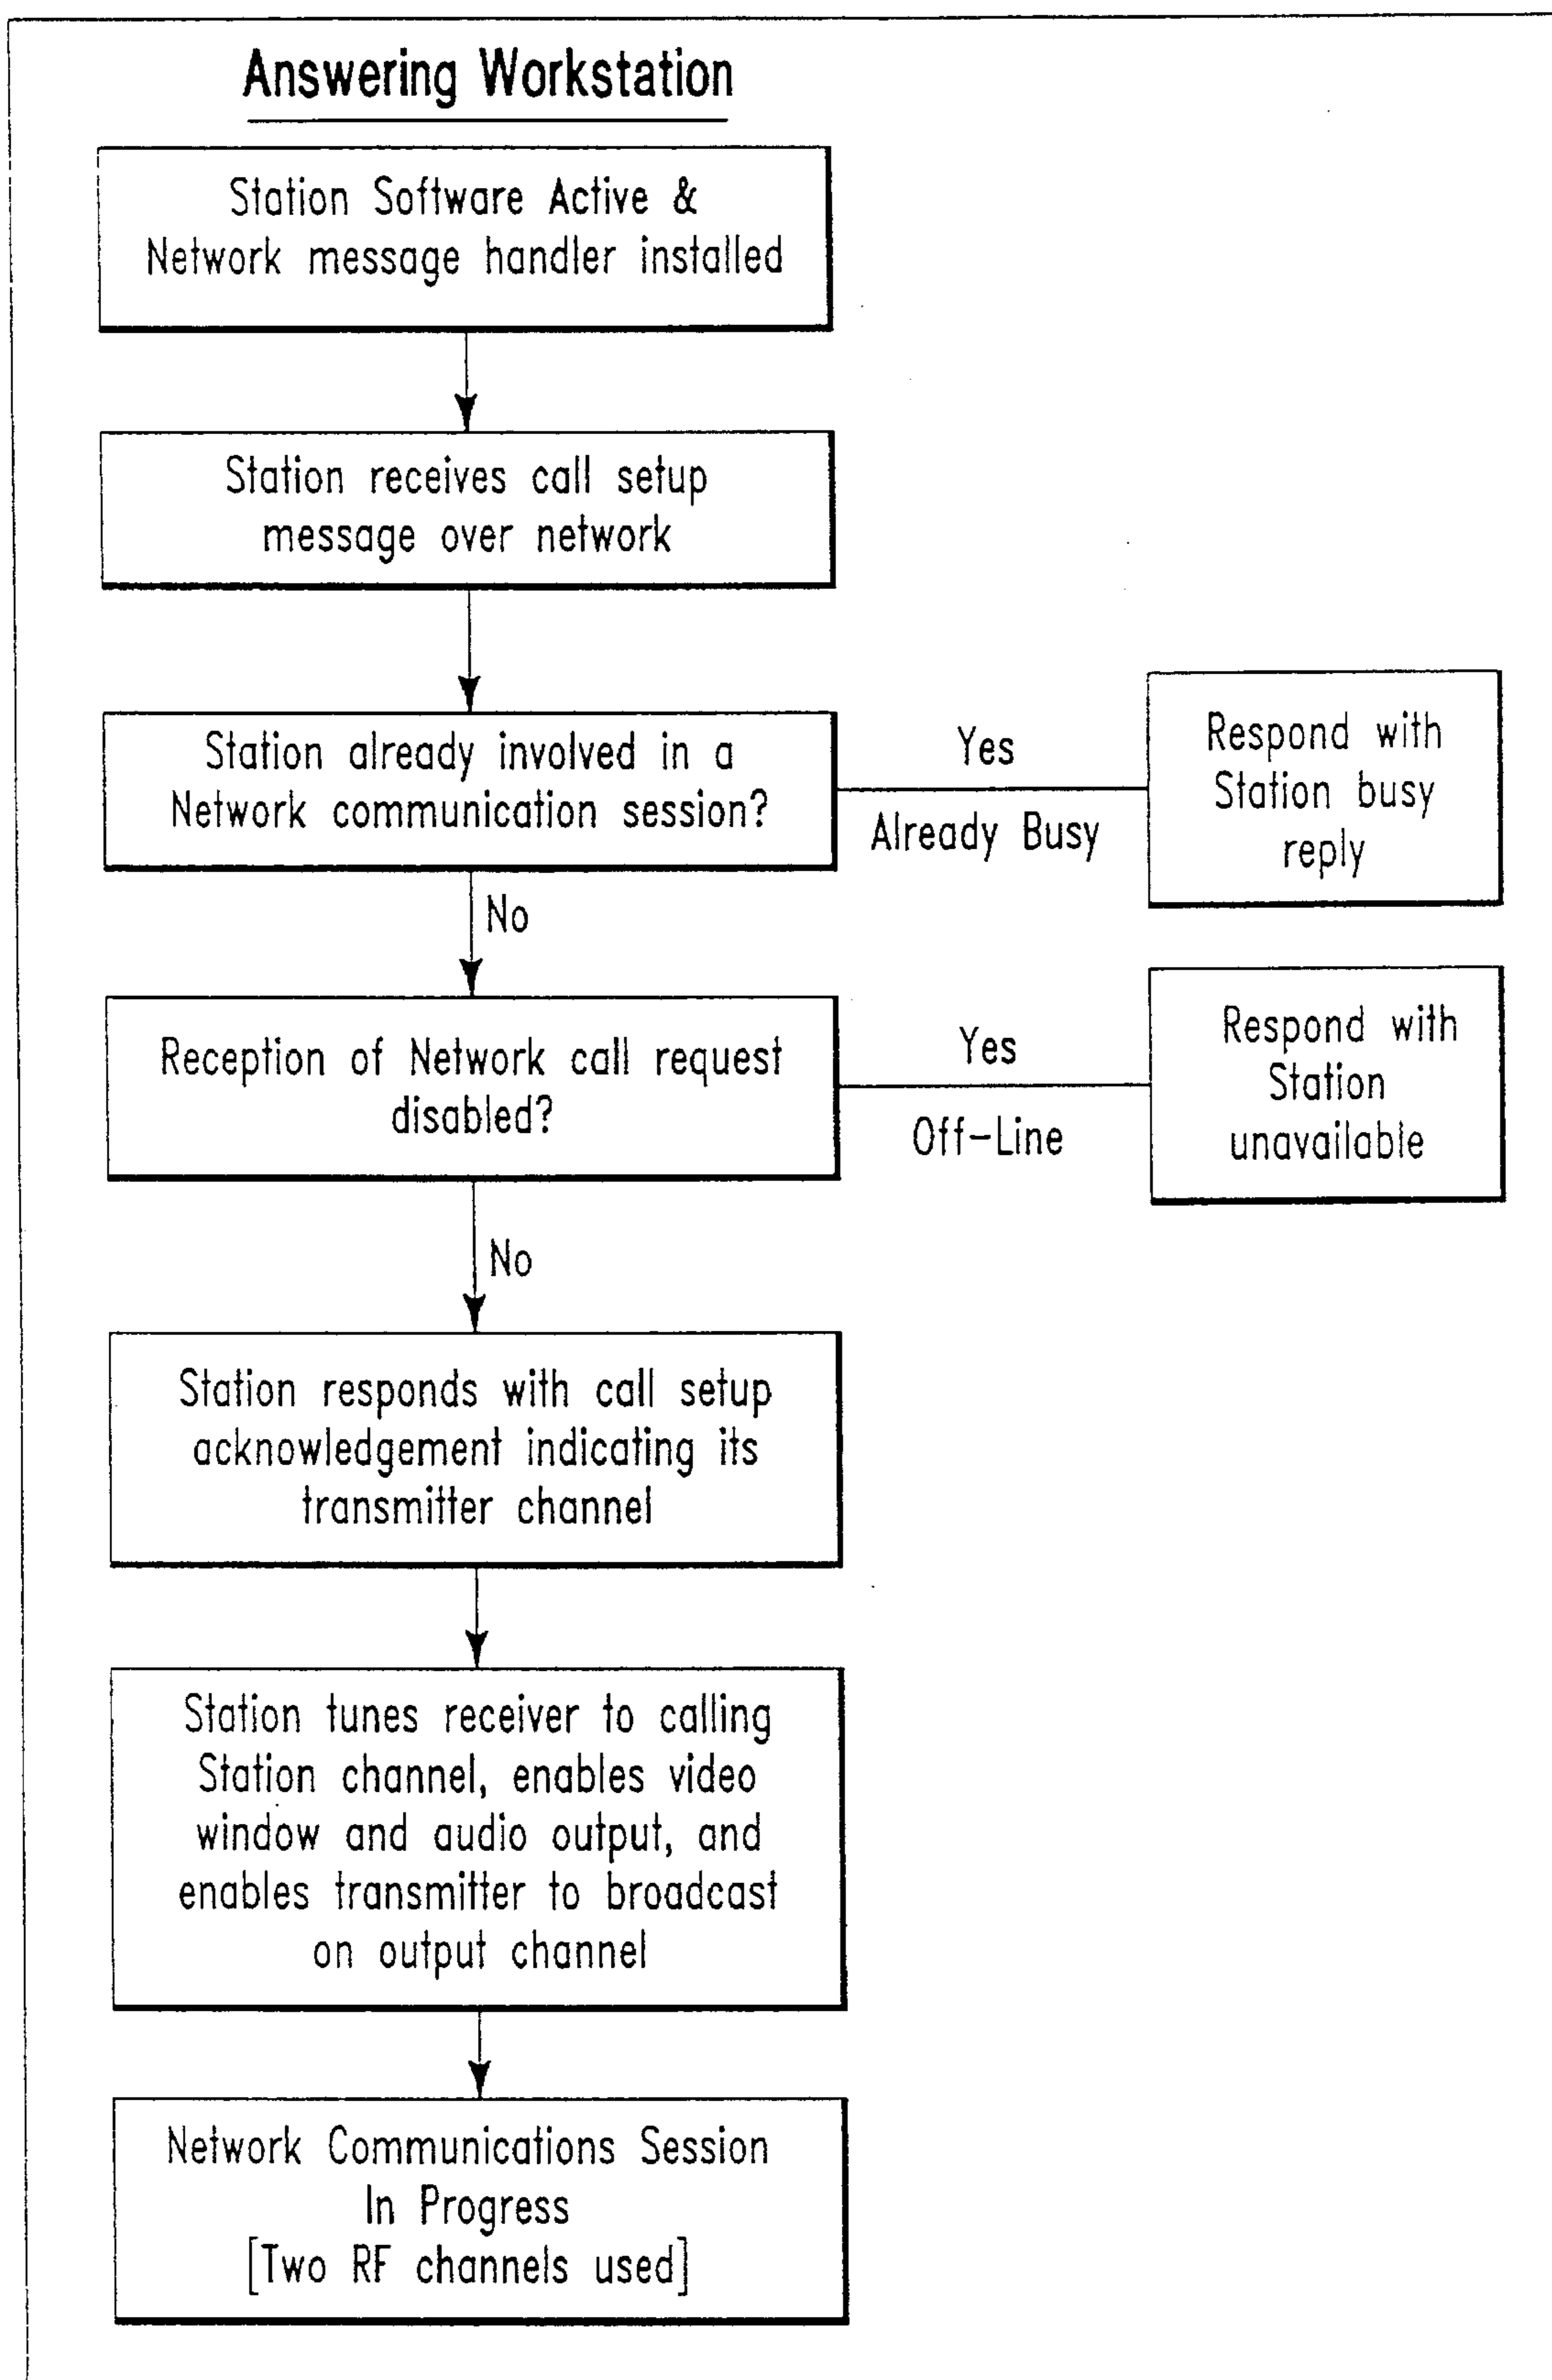 Answering Workstation
Station Software Active &
Network message handler installed
Station receives call setup
message over network
Station already involved in a
Network communication session?
Yes
Already Busy
Respond with
Station busy
reply
No
Reception of Network call request
disabled?
Yes
Off-Line
Respond with
Station
unavailable
No
Station responds with call setup
acknowledgement indicating its
transmitter channel
Station tunes receiver to calling
Station channel, enables video
window and audio output, and
enables transmitter to broadcast
on output channel
Network Communications Session
In Progress
[Two RF channels used]